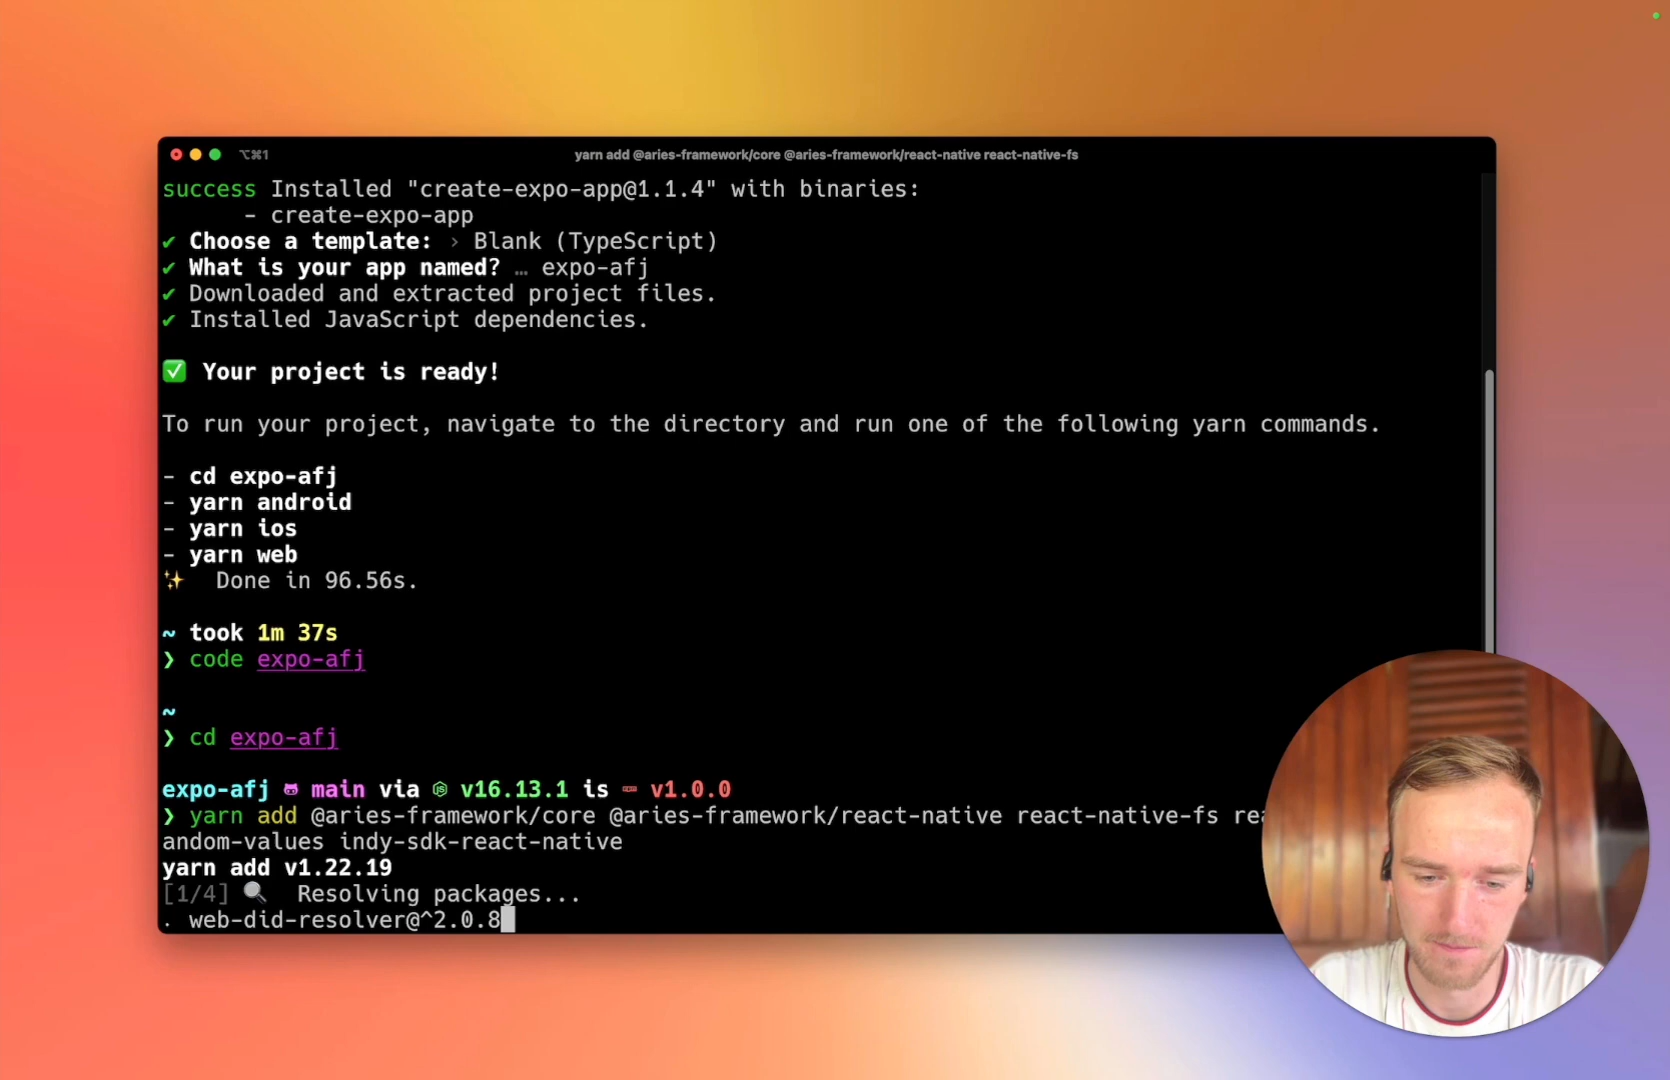 ⌥⌘1
yarn add @aries-framework/core @aries-framework/react-native react-native-fs
success Installed "create-expo-app@1.1.4" with binaries:
- create-expo-app
✔ Choose a template: › Blank (TypeScript)
✔ What is your app named? … expo-afj
✔ Downloaded and extracted project files.
✔ Installed JavaScript dependencies.
✅ Your project is ready!
To run your project, navigate to the directory and run one of the following yarn commands.
- cd expo-afj
- yarn android
- yarn ios
- yarn web
✨ Done in 96.56s.
~ took 1m 37s
❯ code expo-afj
~
❯ cd expo-afj
expo-afj main via v16.13.1 is v1.0.0
❯ yarn add @aries-framework/core @aries-framework/react-native react-native-fs
andom-values indy-sdk-react-native
yarn add v1.22.19
[1/4] 🔍 Resolving packages...
. web-did-resolver@^2.0.8